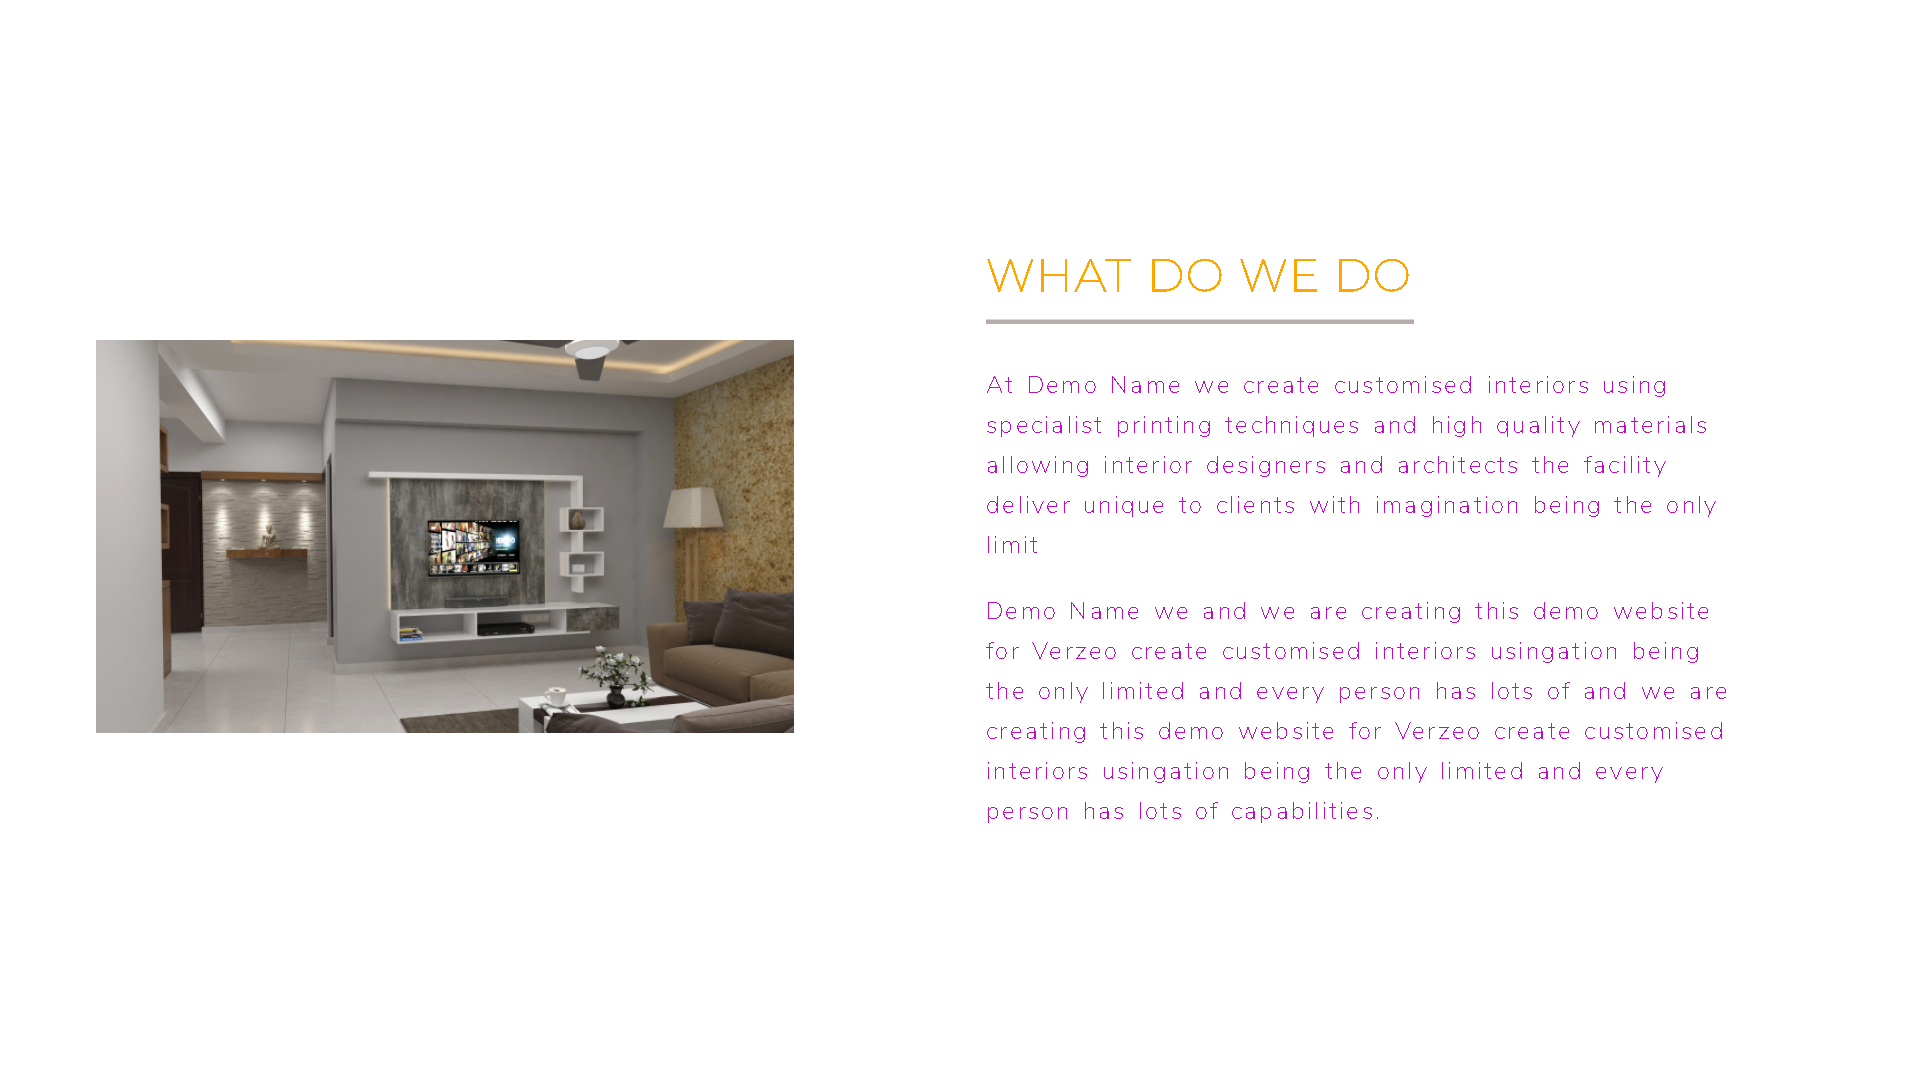 WHAT DO WE DO
At Demo Name we create customised interiors using
specialist printing techniques and high quality materials
allowing interior designers and architects the facility
deliver unique to clients with imagination being the only
limit
Demo Name we and we are creating this demo website
for Verzeo create customised interiors usingation being
the only limited and every person has lots of and we are
creating this demo website for Verzeo create customised
interiors usingation being the only limited and every
person has lots of capabilities.